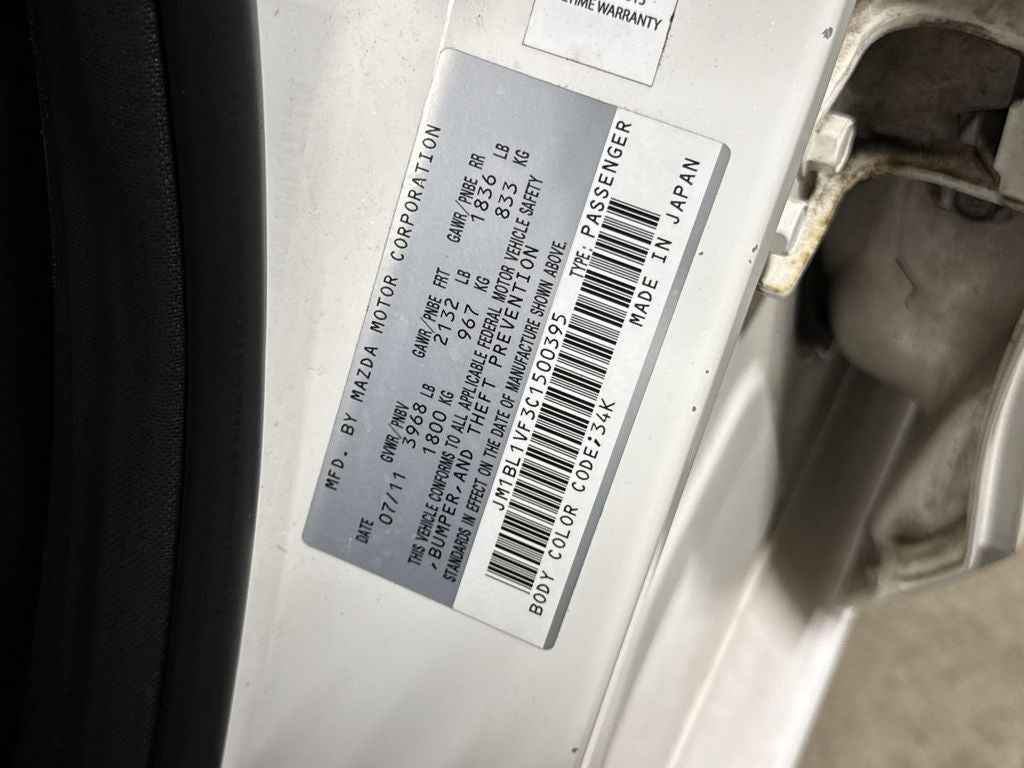 TIME WARRANTY
MFD. BY MAZDA MOTOR CORPORATION
DATE GVWR/PNBV GAWR/PNBE FRT GAWR/PNBE RR
07/11 3968 LB 2132 LB 1836 LB
1800 KG 967 KG 833 KG
THIS VEHICLE CONFORMS TO ALL APPLICABLE FEDERAL MOTOR VEHICLE SAFETY
,BUMPER,AND THEFT PREVENTION
STANDARDS IN EFFECT ON THE DATE OF MANUFACTURE SHOWN ABOVE.
JM1BL1VF3C1500395 TYPE: PASSENGER
BODY COLOR CODE;34K MADE IN JAPAN